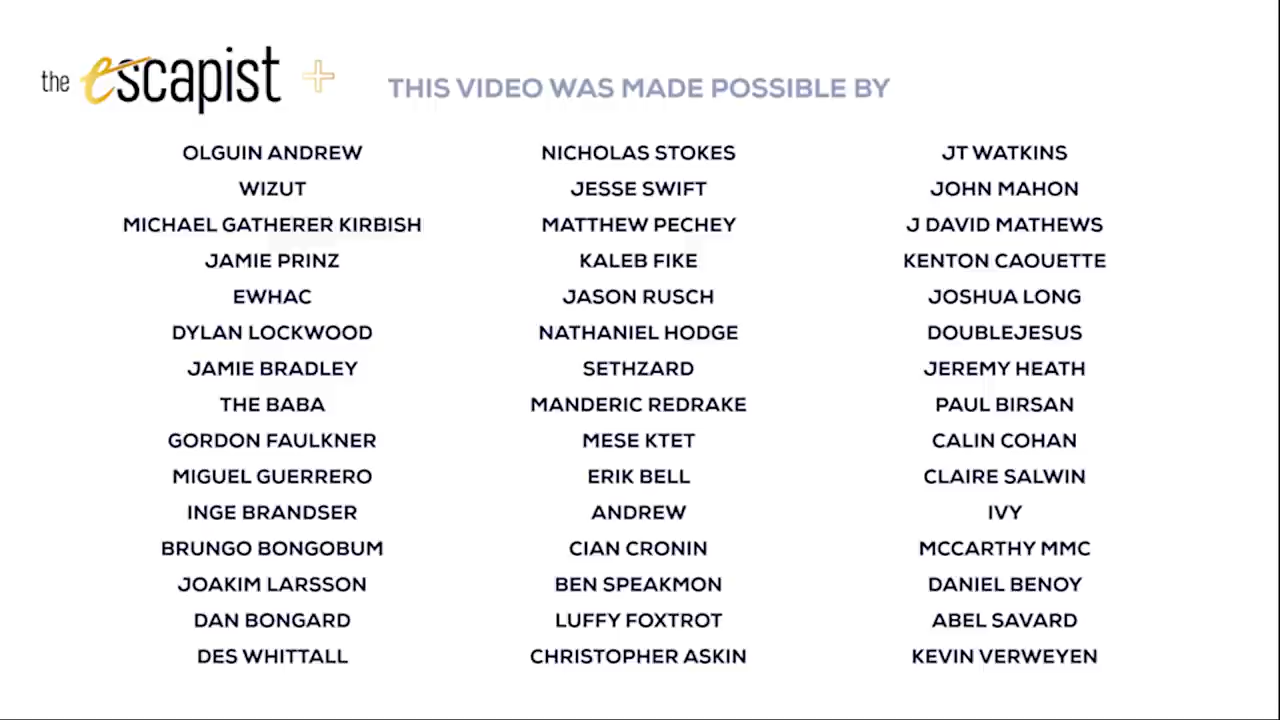 the escapist +
THIS VIDEO WAS MADE POSSIBLE BY
OLGUIN ANDREW
WIZUT
MICHAEL GATHERER KIRBISH
JAMIE PRINZ
EWHAC
DYLAN LOCKWOOD
JAMIE BRADLEY
THE BABA
GORDON FAULKNER
MIGUEL GUERRERO
INGE BRANDSER
BRUNGO BONGOBUM
JOAKIM LARSSON
DAN BONGARD
DES WHITTALL
NICHOLAS STOKES
JESSE SWIFT
MATTHEW PECHEY
KALEB FIKE
JASON RUSCH
NATHANIEL HODGE
SETHZARD
MANDERIC REDRAKE
MESE KTET
ERIK BELL
ANDREW
CIAN CRONIN
BEN SPEAKMON
LUFFY FOXTROT
CHRISTOPHER ASKIN
JT WATKINS
JOHN MAHON
J DAVID MATHEWS
KENTON CAOUETTE
JOSHUA LONG
DOUBLEJESUS
JEREMY HEATH
PAUL BIRSAN
CALIN COHAN
CLAIRE SALWIN
IVY
MCCARTHY MMC
DANIEL BENOY
ABEL SAVARD
KEVIN VERWEYEN